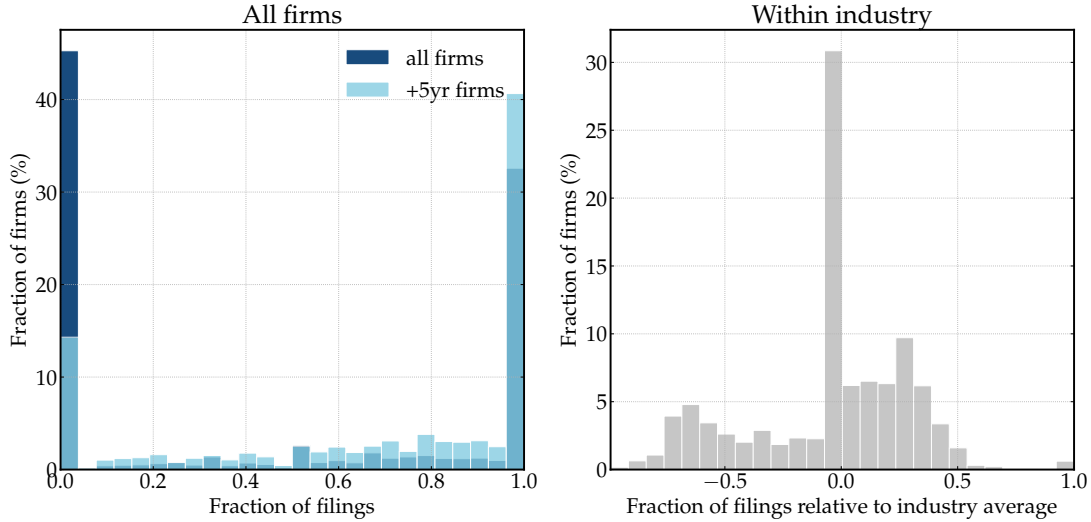 All firms
Within industry
all firms
+5yr firms
Fraction of firms (%)
40
30
20
10
0
0.0
0.2
0.4
0.6
0.8
1.0
Fraction of filings
Fraction of firms (%)
30
25
20
15
10
5
0
−0.5
0.0
0.5
1.0
Fraction of filings relative to industry average